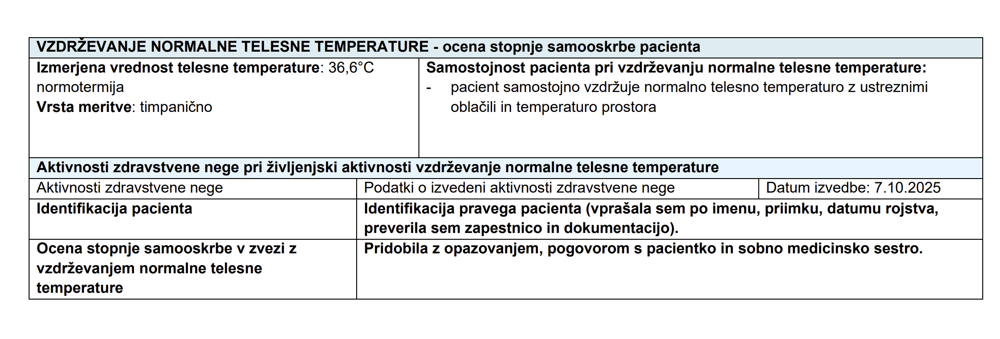 VZDRŽEVANJE NORMALNE TELESNE TEMPERATURE - ocena stopnje samooskrbe pacienta
Izmerjena vrednost telesne temperature: 36,6°C
normotermija
Vrsta meritve: timpanično
Samostojnost pacienta pri vzdrževanju normalne telesne temperature:
- pacient samostojno vzdržuje normalno telesno temperaturo z ustreznimi
oblačili in temperaturo prostora
Aktivnosti zdravstvene nege pri življenjski aktivnosti vzdrževanje normalne telesne temperature
Aktivnosti zdravstvene nege
Podatki o izvedeni aktivnosti zdravstvene nege
Datum izvedbe: 7.10.2025
Identifikacija pacienta
Identifikacija pravega pacienta (vprašala sem po imenu, priimku, datumu rojstva,
preverila sem zapestnico in dokumentacijo).
Ocena stopnje samooskrbe v zvezi z
vzdrževanjem normalne telesne
temperature
Pridobila z opazovanjem, pogovorom s pacientko in sobno medicinsko sestro.